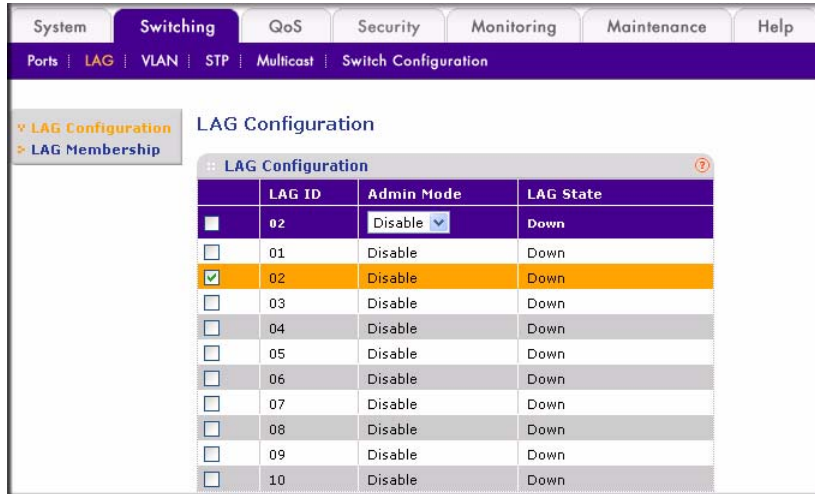 System Switching QoS Security Monitoring Maintenance Help
Ports LAG VLAN STP Multicast Switch Configuration
LAG Configuration
LAG Membership
LAG Configuration
LAG Configuration ?
LAG ID Admin Mode LAG State
02 Disable Down
01 Disable Down
02 Disable Down
03 Disable Down
04 Disable Down
05 Disable Down
06 Disable Down
07 Disable Down
08 Disable Down
09 Disable Down
10 Disable Down